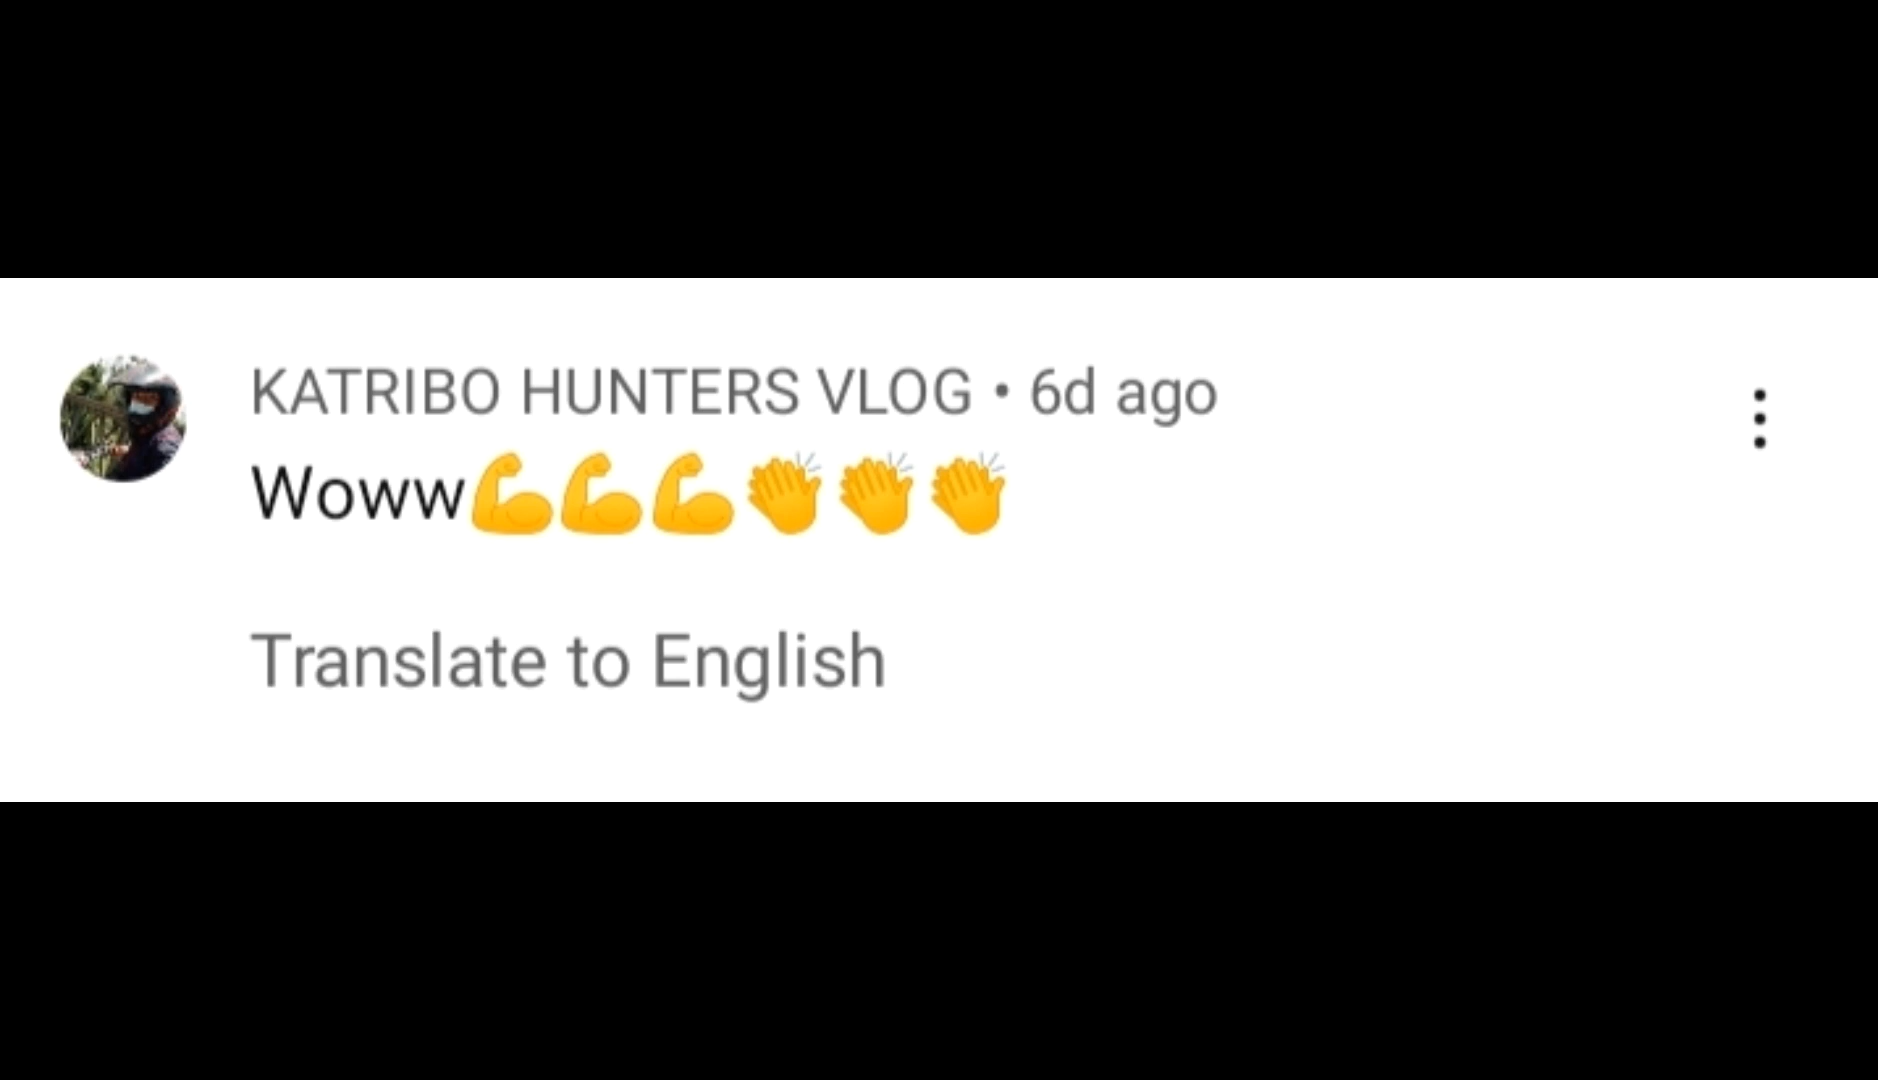 KATRIBO HUNTERS VLOG • 6d ago
Woww💪💪💪👏👏👏
Translate to English